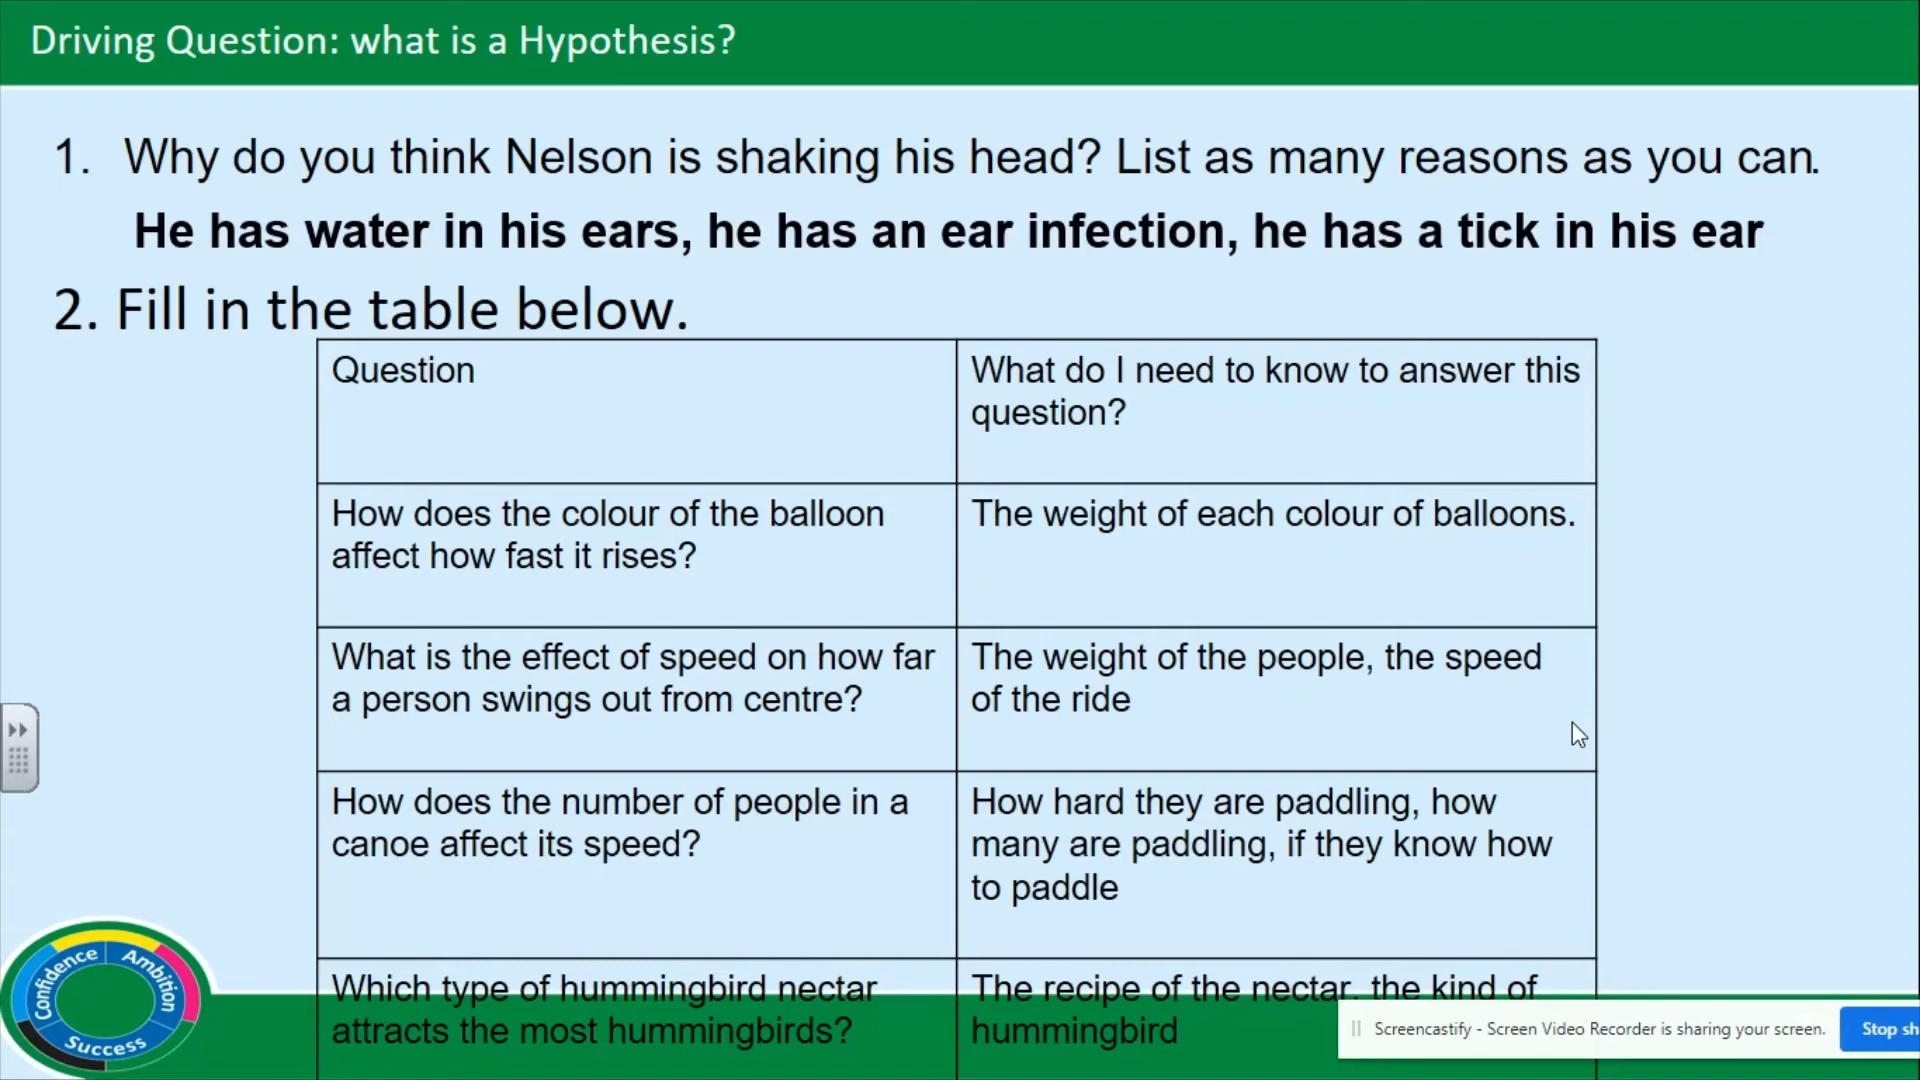 Driving Question: what is a Hypothesis?
1. Why do you think Nelson is shaking his head? List as many reasons as you can.
He has water in his ears, he has an ear infection, he has a tick in his ear
2. Fill in the table below.
Question
What do I need to know to answer this
question?
How does the colour of the balloon
affect how fast it rises?
The weight of each colour of balloons.
What is the effect of speed on how far
a person swings out from centre?
The weight of the people, the speed
of the ride
How does the number of people in a
canoe affect its speed?
How hard they are paddling, how
many are paddling, if they know how
to paddle
Which type of hummingbird nectar
attracts the most hummingbirds?
The recipe of the nectar, the kind of
hummingbird
Confidence
Ambition
Success
Screencastify - Screen Video Recorder is sharing your screen.
Stop sh